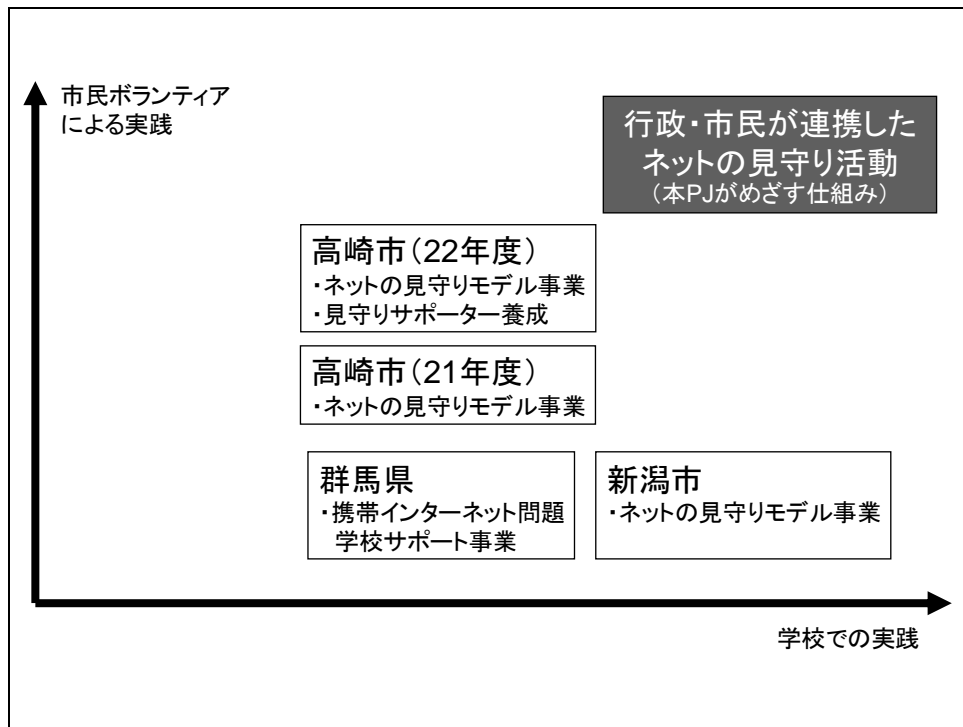 市民ボランティア
による実践
行政・市民が連携した
ネットの見守り活動
（本PJがめざす仕組み）
高崎市（22年度）
・ネットの見守りモデル事業
・見守りサポーター養成
高崎市（21年度）
・ネットの見守りモデル事業
群馬県
・携帯インターネット問題
学校サポート事業
新潟市
・ネットの見守りモデル事業
学校での実践